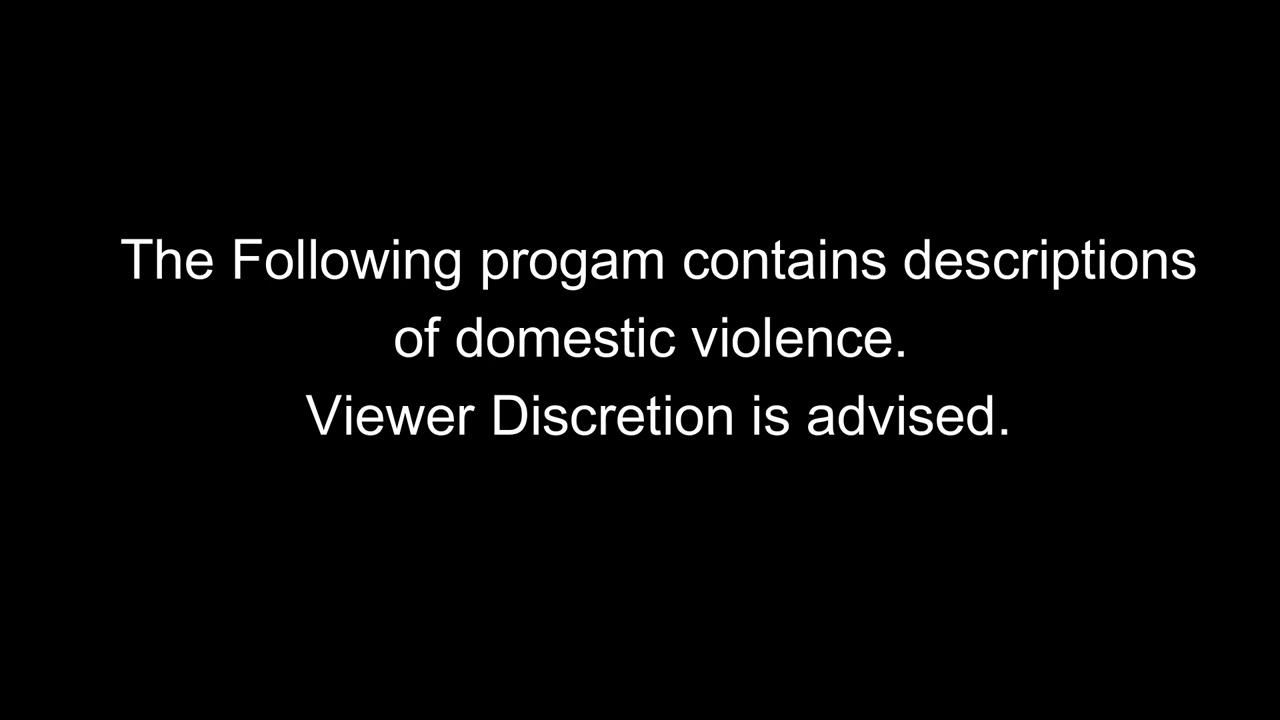 The Following progam contains descriptions
of domestic violence.
Viewer Discretion is advised.